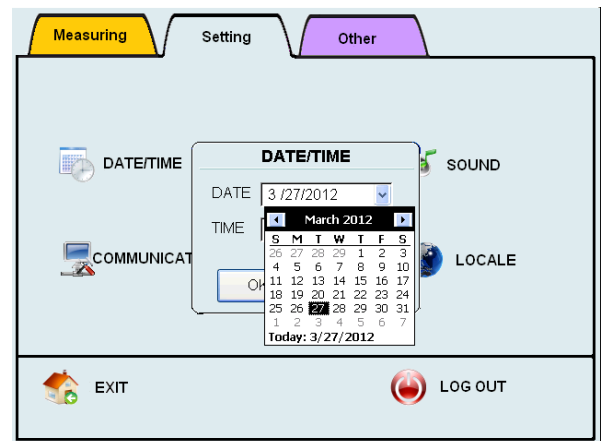 Measuring
Setting
Other
DATE/TIME
SOUND
COMMUNICAT
LOCALE
DATE/TIME
DATE 3 /27/2012
TIME
March 2012
S M T W T F S
26 27 28 29 1 2 3
4 5 6 7 8 9 10
11 12 13 14 15 16 17
18 19 20 21 22 23 24
25 26 27 28 29 30 31
1 2 3 4 5 6 7
Today: 3/27/2012
EXIT
LOG OUT